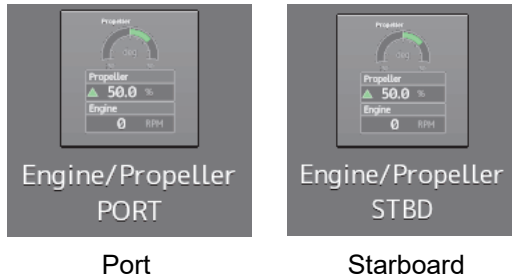 Propeller
Propeller
50.0 %
Engine
0 RPM
Engine/Propeller
PORT
Port
Propeller
Propeller
50.0 %
Engine
0 RPM
Engine/Propeller
STBD
Starboard